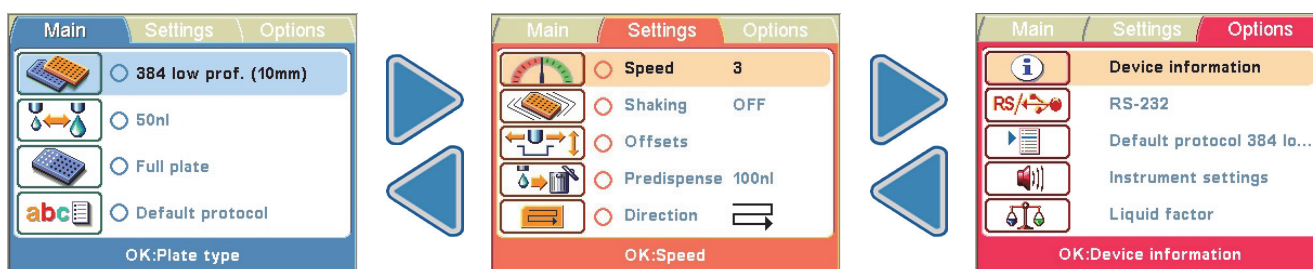 Main Settings Options
384 low prof. (10mm)
50nl
Full plate
abc Default protocol
OK:Plate type
Main Settings Options
Speed 3
Shaking OFF
Offsets
Predispense 100nl
Direction
OK:Speed
Main Settings Options
i Device information
RS/ RS-232
Default protocol 384 lo...
Instrument settings
Liquid factor
OK:Device information